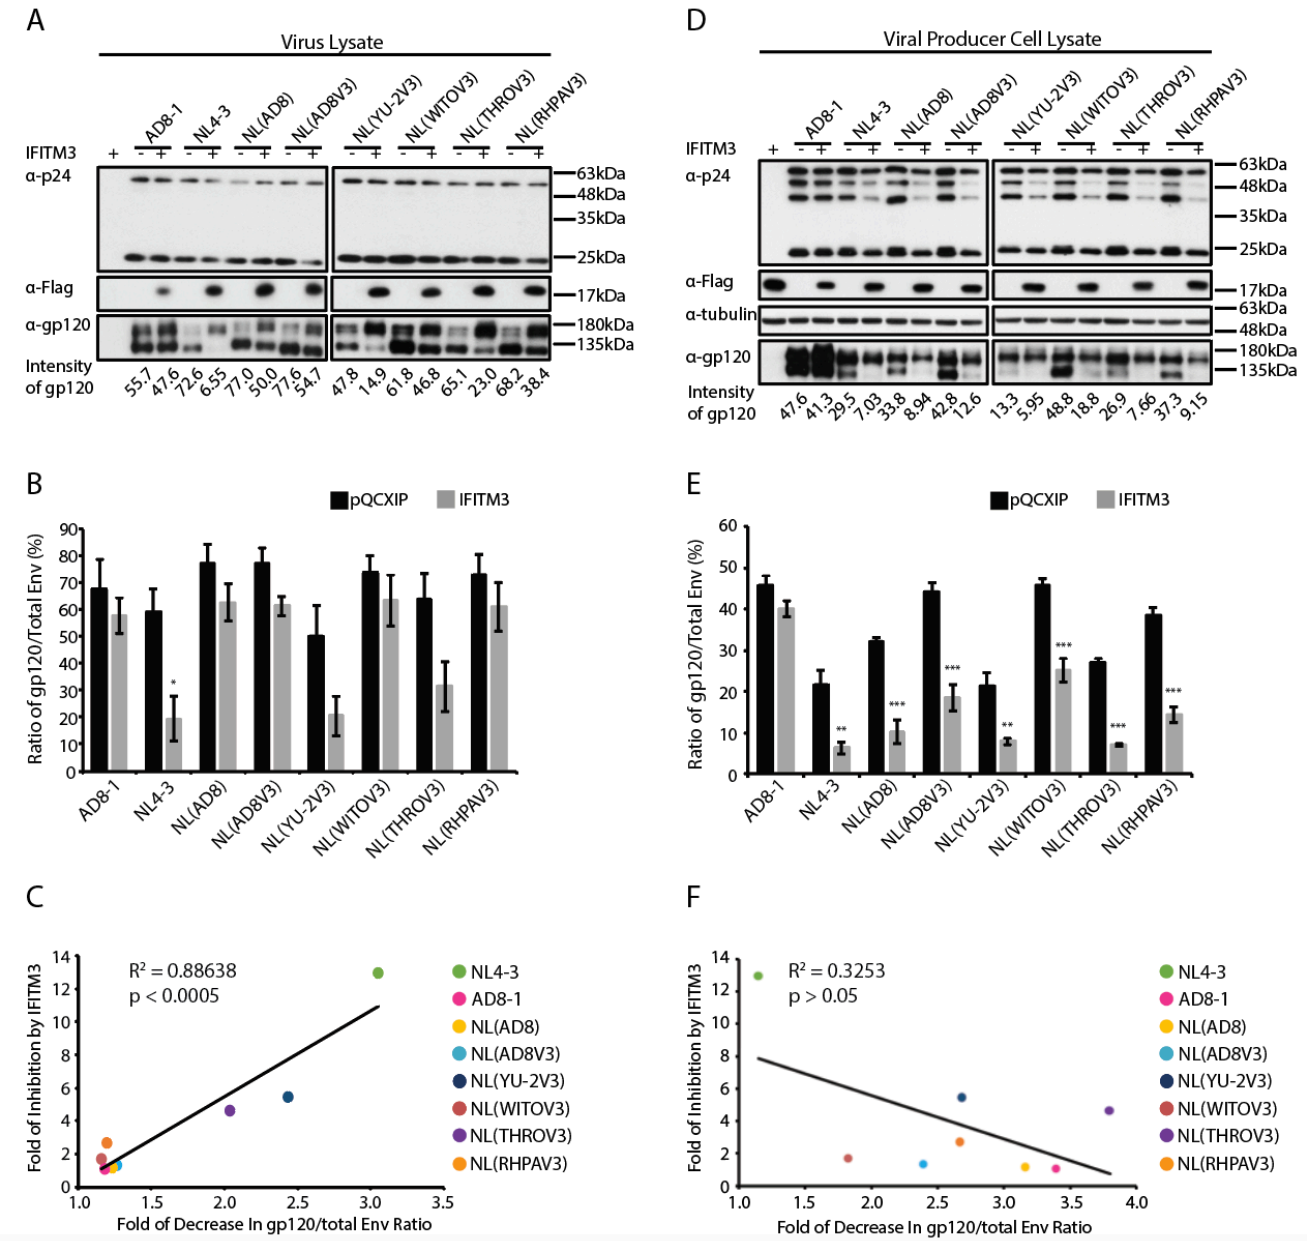 A
Virus Lysate
AD8-1
NL4-3
NL(AD8)
NL(AD8V3)
NL(YU-2V3)
NL(WITOV3)
NL(THROV3)
NL(RHPAV3)
IFITM3 + - + - + - + - + - + - + - + - +
α-p24
63kDa
48kDa
35kDa
25kDa
α-Flag
17kDa
α-gp120
180kDa
135kDa
Intensity
of gp120
55.7 47.6 72.6 6.55 77.0 50.0 77.6 54.7 47.8 14.9 61.8 46.8 65.1 23.0 68.2 38.4
D
Viral Producer Cell Lysate
AD8-1
NL4-3
NL(AD8)
NL(AD8V3)
NL(YU-2V3)
NL(WITOV3)
NL(THROV3)
NL(RHPAV3)
IFITM3 + - + - + - + - + - + - + - + - +
α-p24
63kDa
48kDa
35kDa
25kDa
α-Flag
17kDa
α-tubulin
63kDa
48kDa
α-gp120
180kDa
135kDa
Intensity
of gp120
47.6 41.3 29.5 7.03 33.8 8.94 42.8 12.6 13.3 5.95 48.8 18.8 26.9 7.66 37.3 9.15
B
pQCXIP IFITM3
Ratio of gp120/Total Env (%)
90
80
70
60
50
40
30
20
10
0
*
AD8-1
NL4-3
NL(AD8)
NL(AD8V3)
NL(YU-2V3)
NL(WITOV3)
NL(THROV3)
NL(RHPAV3)
E
pQCXIP IFITM3
Ratio of gp120/Total Env (%)
60
50
40
30
20
10
0
** *** *** ** *** *** ***
AD8-1
NL4-3
NL(AD8)
NL(AD8V3)
NL(YU-2V3)
NL(WITOV3)
NL(THROV3)
NL(RHPAV3)
C
Fold of Inhibition by IFITM3
14
12
10
8
6
4
2
0
R² = 0.88638
p < 0.0005
1.0 1.5 2.0 2.5 3.0 3.5
Fold of Decrease In gp120/total Env Ratio
NL4-3
AD8-1
NL(AD8)
NL(AD8V3)
NL(YU-2V3)
NL(WITOV3)
NL(THROV3)
NL(RHPAV3)
F
Fold of Inhibition by IFITM3
14
12
10
8
6
4
2
0
R² = 0.3253
p > 0.05
1.0 1.5 2.0 2.5 3.0 3.5 4.0
Fold of Decrease In gp120/total Env Ratio
NL4-3
AD8-1
NL(AD8)
NL(AD8V3)
NL(YU-2V3)
NL(WITOV3)
NL(THROV3)
NL(RHPAV3)